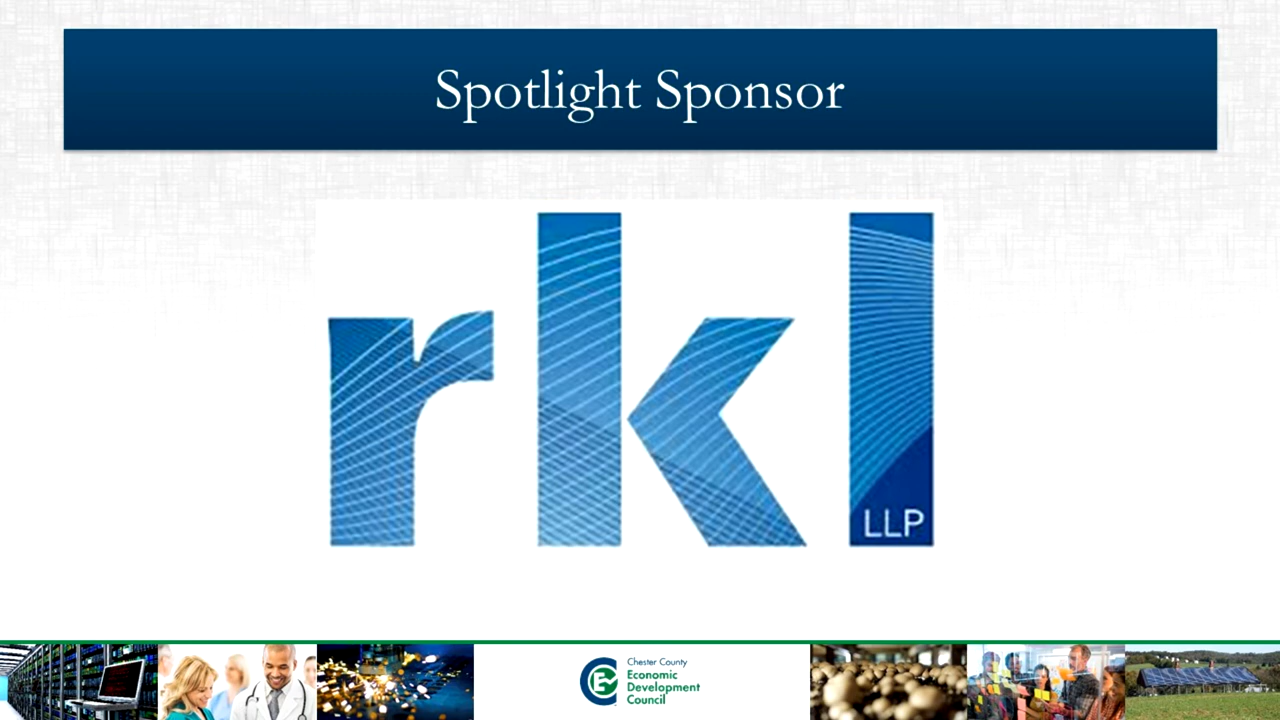 Spotlight Sponsor
rkl
LLP
Chester County
Economic
Development
Council